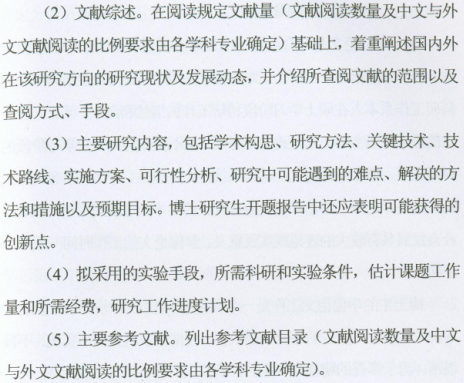 （2）文献综述。在阅读规定文献量（文献阅读数量及中文与外
文文献阅读的比例要求由各学科专业确定）基础上，着重阐述国内外
在该研究方向的研究现状及发展动态，并介绍所查阅文献的范围以及
查阅方式、手段。
（3）主要研究内容，包括学术构思、研究方法、关键技术、技
术路线、实施方案、可行性分析、研究中可能遇到的难点、解决的方
法和措施以及预期目标。博士研究生开题报告中还应表明可能获得的
创新点。
（4）拟采用的实验手段，所需科研和实验条件，估计课题工作
量和所需经费，研究工作进度计划。
（5）主要参考文献。列出参考文献目录（文献阅读数量及中文
与外文文献阅读的比例要求由各学科专业确定）。